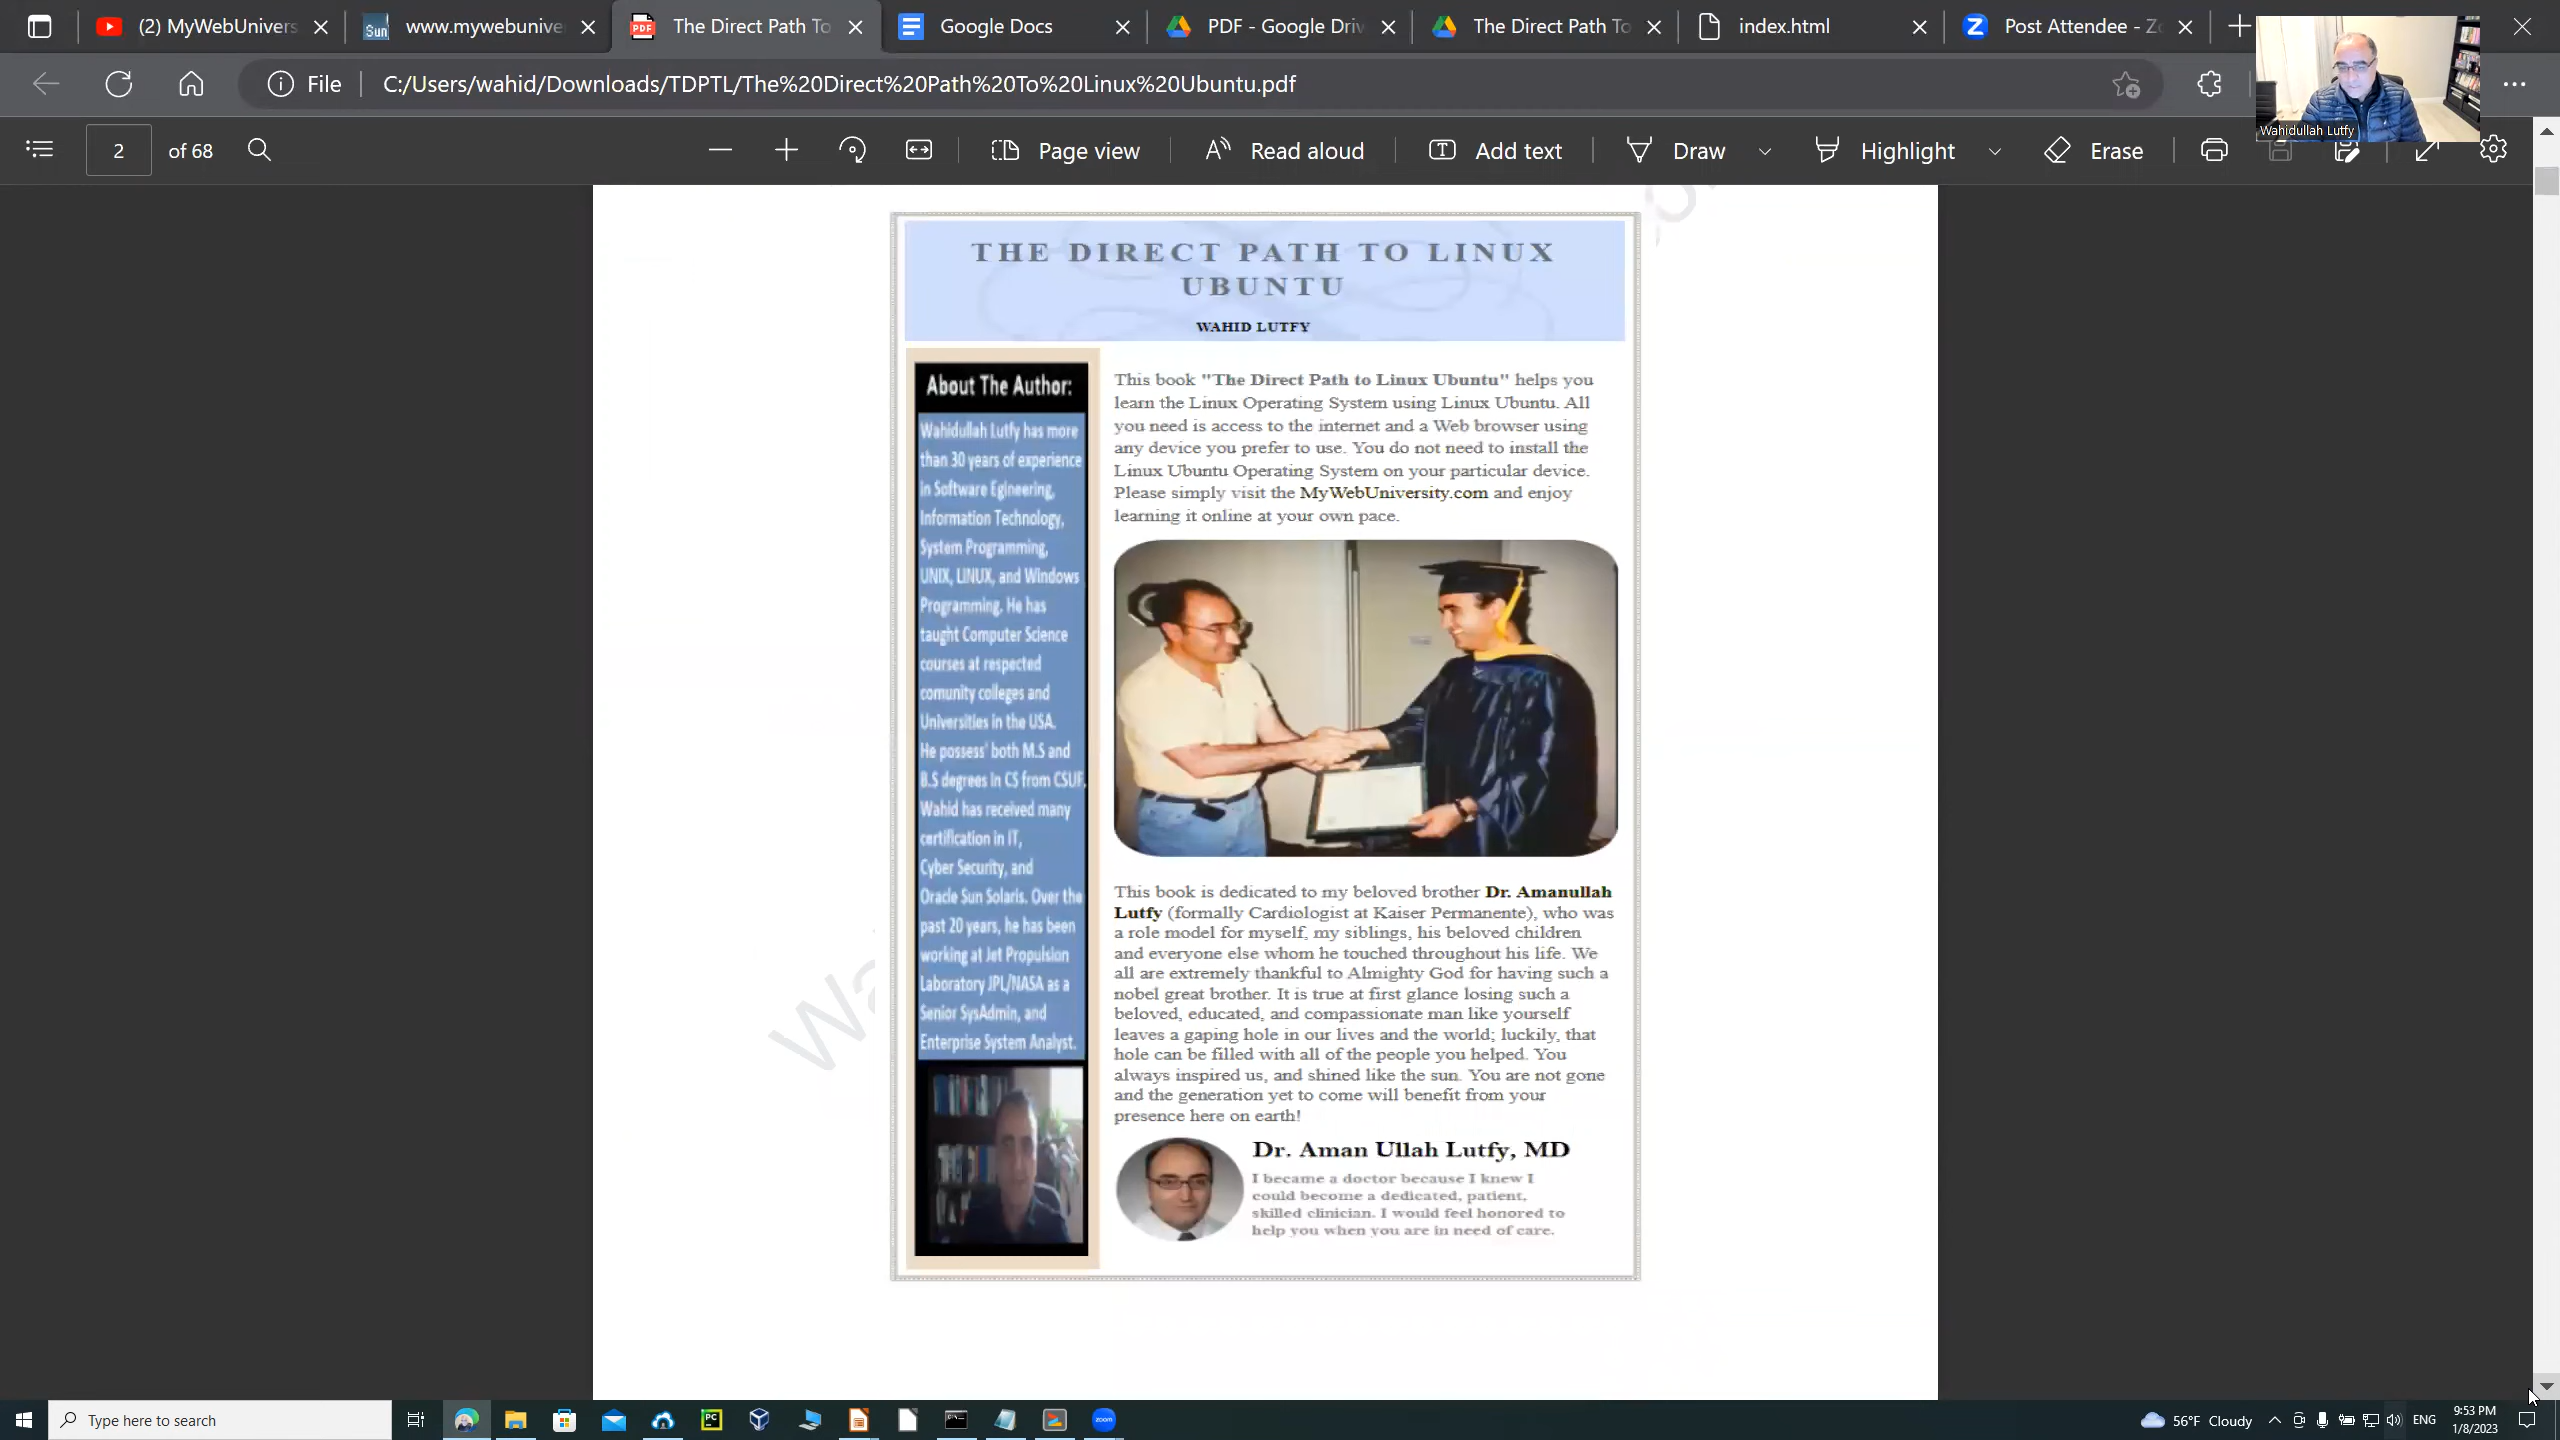 (2) MyWebUnivers
www.mywebunive
The Direct Path To
Google Docs
PDF - Google Driv
The Direct Path To
index.html
Post Attendee - Zo
File
C:/Users/wahid/Downloads/TDPTL/The%20Direct%20Path%20To%20Linux%20Ubuntu.pdf
Wahidullah Lutfy
2 of 68
Page view
Read aloud
Add text
Draw
Highlight
Erase
THE DIRECT PATH TO LINUX
UBUNTU
WAHID LUTFY
About The Author:
Wahidullah Lutfy has more
than 30 years of experience
in Software Egineering,
Information Technology,
System Programming,
UNIX, LINUX, and Windows
Programming. He has
taught Computer Science
courses at respected
comunity colleges and
Universities in the USA.
He possess' both M.S and
B.S degrees in CS from CSUF.
Wahid has received many
certification in IT,
Cyber Security, and
Oracle Sun Solaris. Over the
past 20 years, he has been
working at Jet Propulsion
Laboratory JPL/NASA as a
Senior SysAdmin, and
Enterprise System Analyst.
This book "The Direct Path to Linux Ubuntu" helps you
learn the Linux Operating System using Linux Ubuntu. All
you need is access to the internet and a Web browser using
any device you prefer to use. You do not need to install the
Linux Ubuntu Operating System on your particular device.
Please simply visit the MyWebUniversity.com and enjoy
learning it online at your own pace.
This book is dedicated to my beloved brother Dr. Amanullah
Lutfy (formally Cardiologist at Kaiser Permanente), who was
a role model for myself, my siblings, his beloved children
and everyone else whom he touched throughout his life. We
all are extremely thankful to Almighty God for having such a
nobel great brother. It is true at first glance losing such a
beloved, educated, and compassionate man like yourself
leaves a gaping hole in our lives and the world; luckily, that
hole can be filled with all of the people you helped. You
always inspired us, and shined like the sun. You are not gone
and the generation yet to come will benefit from your
presence here on earth!
Dr. Aman Ullah Lutfy, MD
I became a doctor because I knew I
could become a dedicated, patient,
skilled clinician. I would feel honored to
help you when you are in need of care.
Type here to search
56°F Cloudy
ENG
9:53 PM
1/8/2023